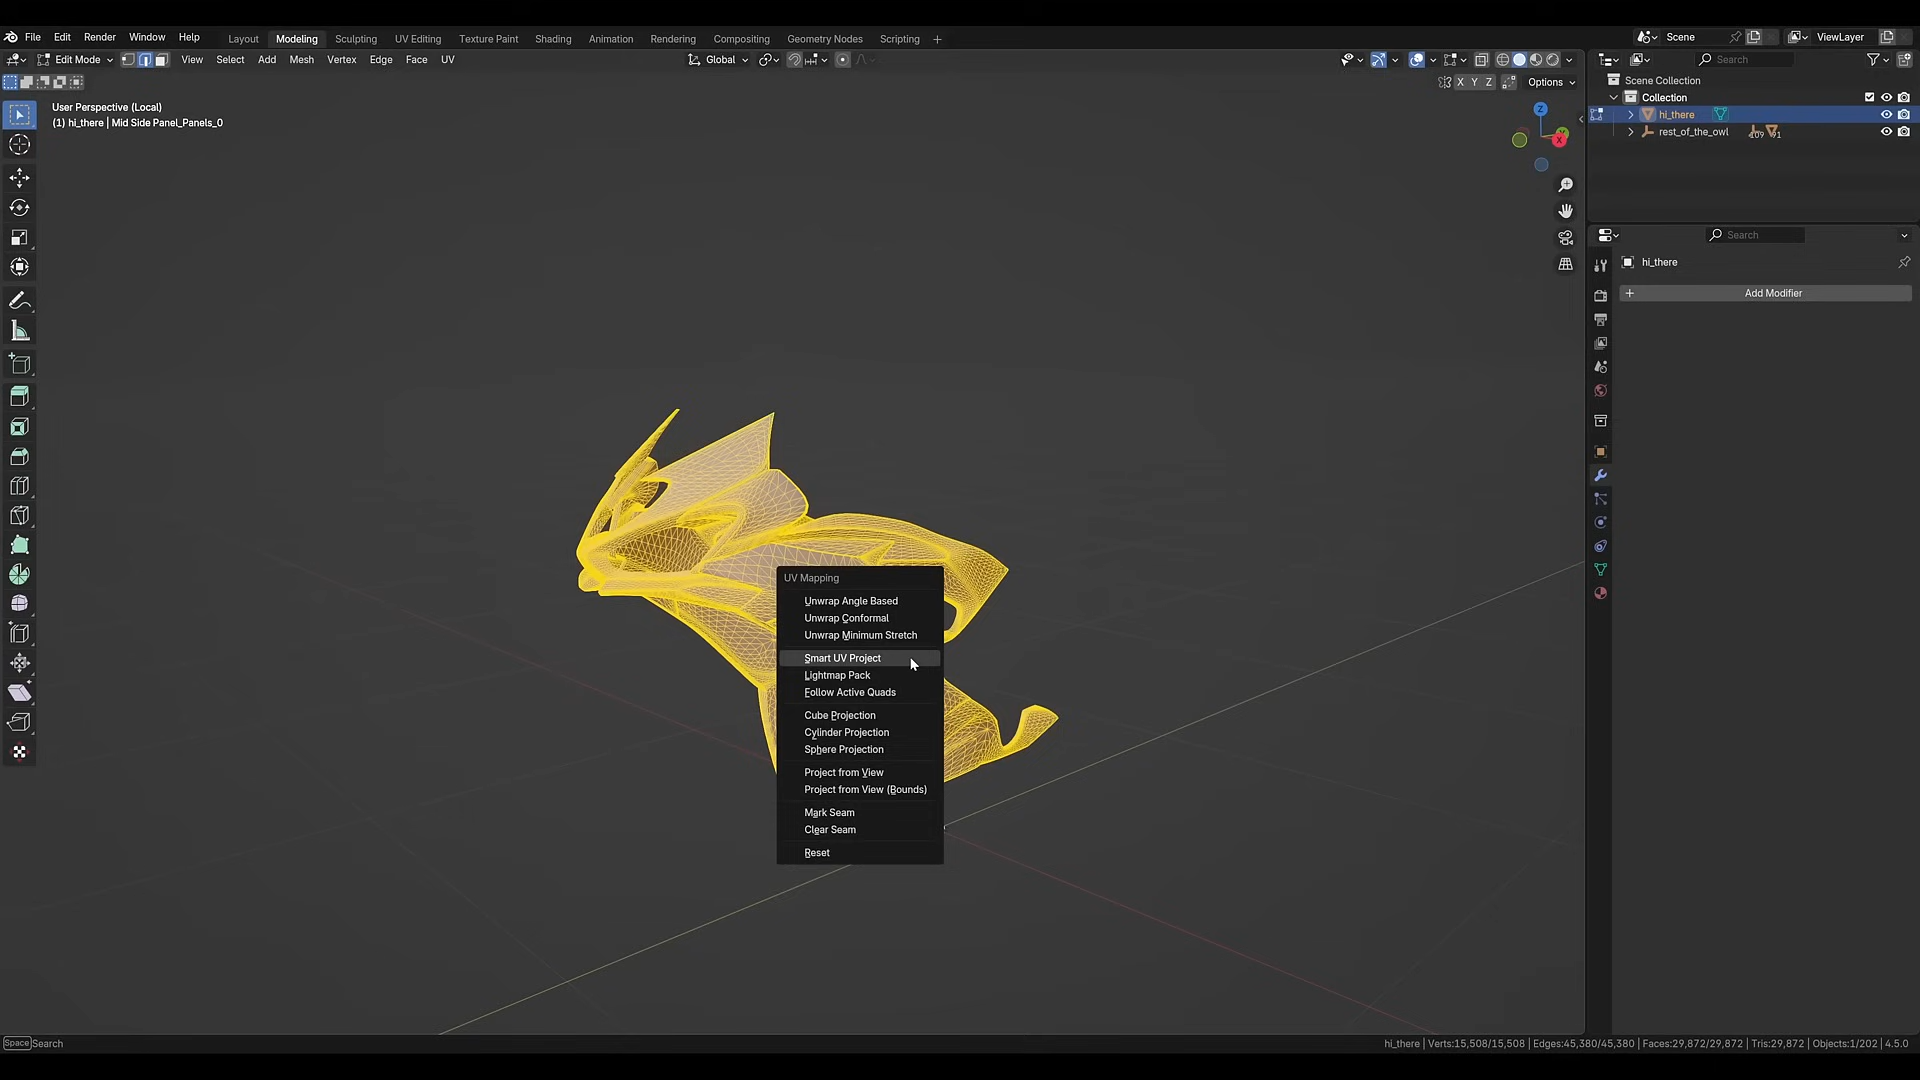 File Edit Render Window Help Layout Modeling Sculpting UV Editing Texture Paint Shading Animation Rendering Compositing Geometry Nodes Scripting + Scene ViewLayer
Edit Mode View Select Add Mesh Vertex Edge Face UV Global Search
X Y Z Options
User Perspective (Local)
(1) hi_there | Mid Side Panel_Panels_0
Z
X
Scene Collection
Collection
hi_there
rest_of_the_owl 109 91
Search
hi_there
+ Add Modifier
UV Mapping
Unwrap Angle Based
Unwrap Conformal
Unwrap Minimum Stretch
Smart UV Project
Lightmap Pack
Follow Active Quads
Cube Projection
Cylinder Projection
Sphere Projection
Project from View
Project from View (Bounds)
Mark Seam
Clear Seam
Reset
Space Search
hi_there | Verts:15,508/15,508 | Edges:45,380/45,380 | Faces:29,872/29,872 | Tris:29,872 | Objects:1/202 | 4.5.0